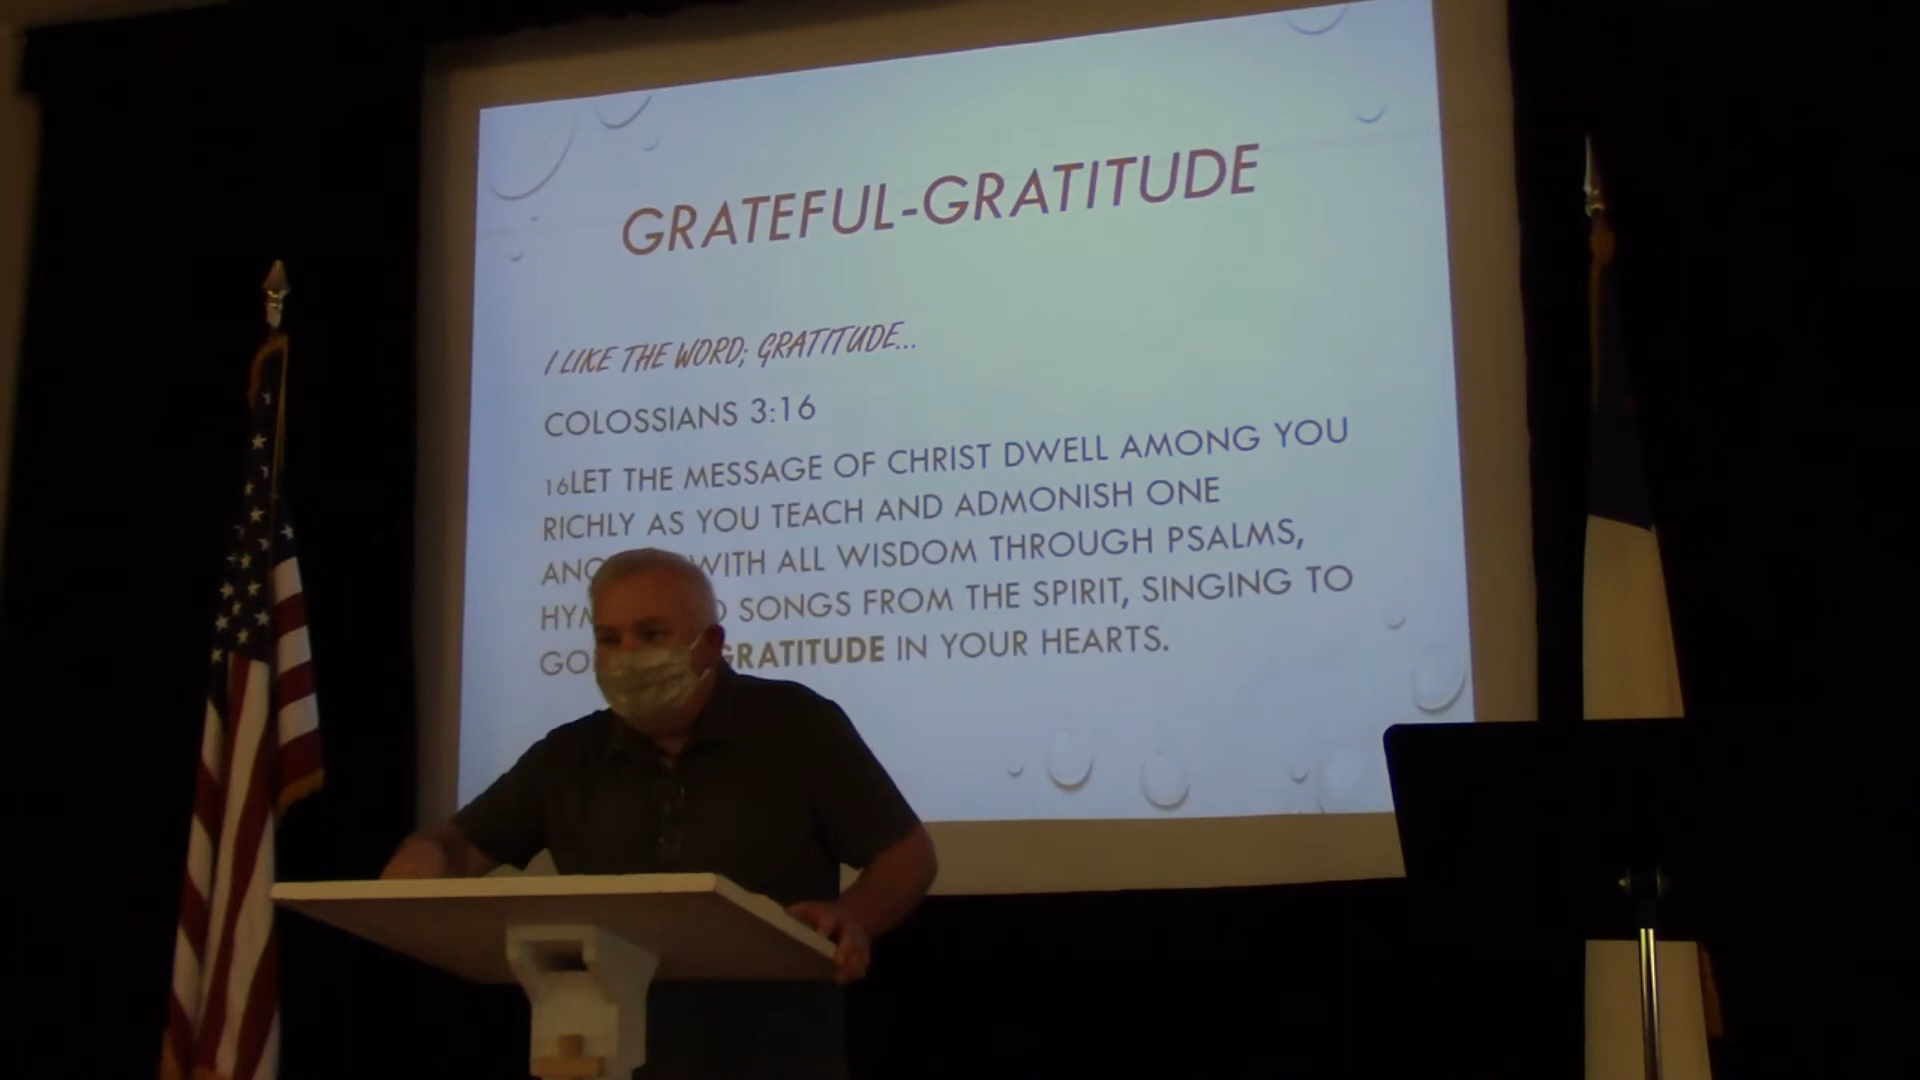 GRATEFUL-GRATITUDE
I LIKE THE WORD; GRATITUDE...
COLOSSIANS 3:16
16LET THE MESSAGE OF CHRIST DWELL AMONG YOU
RICHLY AS YOU TEACH AND ADMONISH ONE
WITH ALL WISDOM THROUGH PSALMS,
SONGS FROM THE SPIRIT, SINGING TO
GRATITUDE IN YOUR HEARTS.